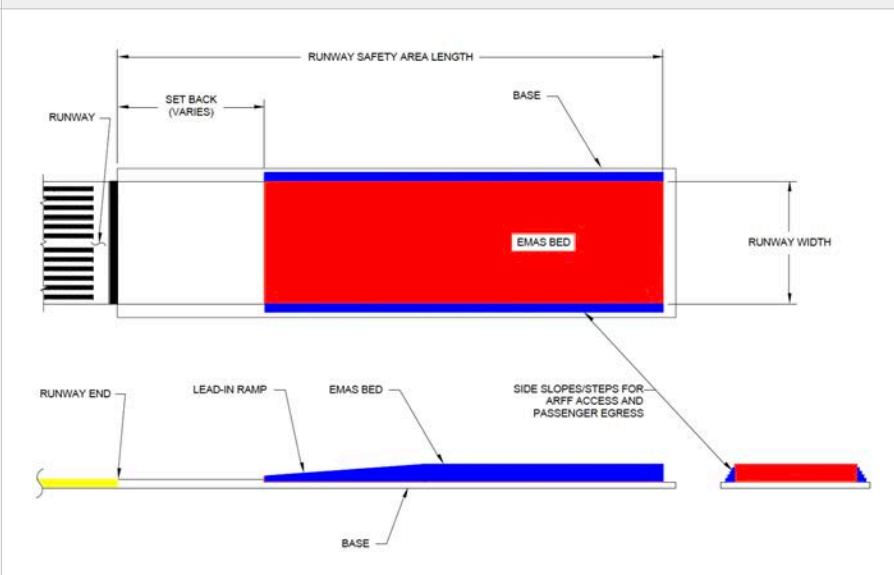 RUNWAY SAFETY AREA LENGTH
SET BACK
(VARIES)
BASE
RUNWAY
EMAS BED
RUNWAY WIDTH
RUNWAY END
LEAD-IN RAMP
EMAS BED
SIDE SLOPES/STEPS FOR
ARFF ACCESS AND
PASSENGER EGRESS
BASE